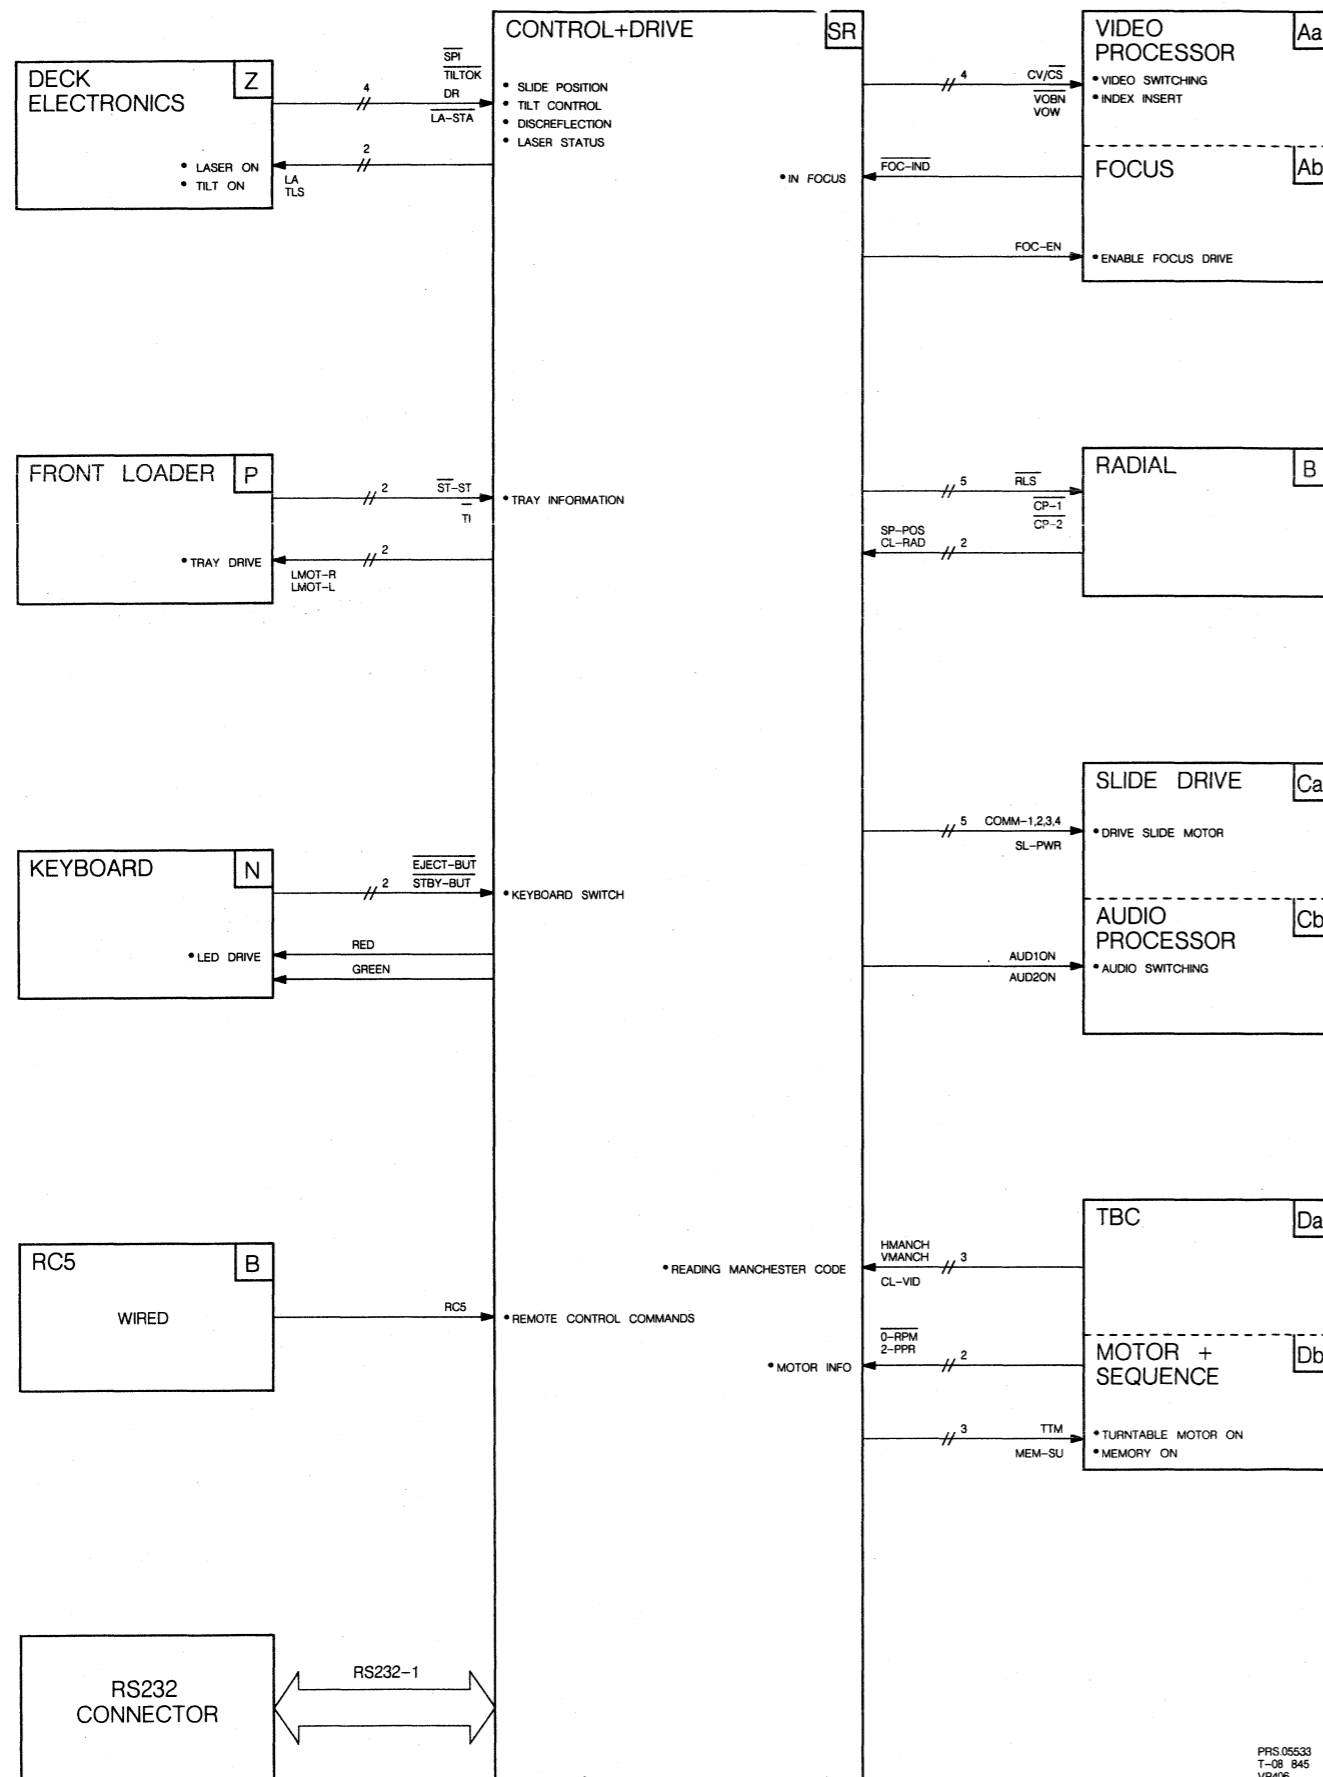 CONTROL+DRIVE
SR
• SLIDE POSITION
• TILT CONTROL
• DISCREFLECTION
• LASER STATUS
DECK
ELECTRONICS
Z
• LASER ON
• TILT ON
4
SPI
TILTOK
DR
LA-STA
2
LA
TLS
VIDEO
PROCESSOR
Aa
• VIDEO SWITCHING
• INDEX INSERT
4
CV/CS
VOBN
VOW
FOCUS
Ab
FOC-IND
• IN FOCUS
FOC-EN
• ENABLE FOCUS DRIVE
FRONT LOADER
P
2
ST-ST
TI
• TRAY INFORMATION
• TRAY DRIVE
2
LMOT-R
LMOT-L
RADIAL
B
5
RLS
CP-1
CP-2
SP-POS
CL-RAD
2
SLIDE DRIVE
Ca
5
COMM-1,2,3,4
SL-PWR
• DRIVE SLIDE MOTOR
KEYBOARD
N
2
EJECT-BUT
STBY-BUT
• KEYBOARD SWITCH
• LED DRIVE
RED
GREEN
AUDIO
PROCESSOR
Cb
AUD1ON
AUD2ON
• AUDIO SWITCHING
RC5
B
WIRED
RC5
• REMOTE CONTROL COMMANDS
TBC
Da
HMANCH
VMANCH
3
CL-VID
• READING MANCHESTER CODE
MOTOR +
SEQUENCE
Db
0-RPM
2-PPR
2
• MOTOR INFO
3
TTM
MEM-SU
• TURNTABLE MOTOR ON
• MEMORY ON
RS232
CONNECTOR
RS232-1
PRS.05533
T-08 845
VP406